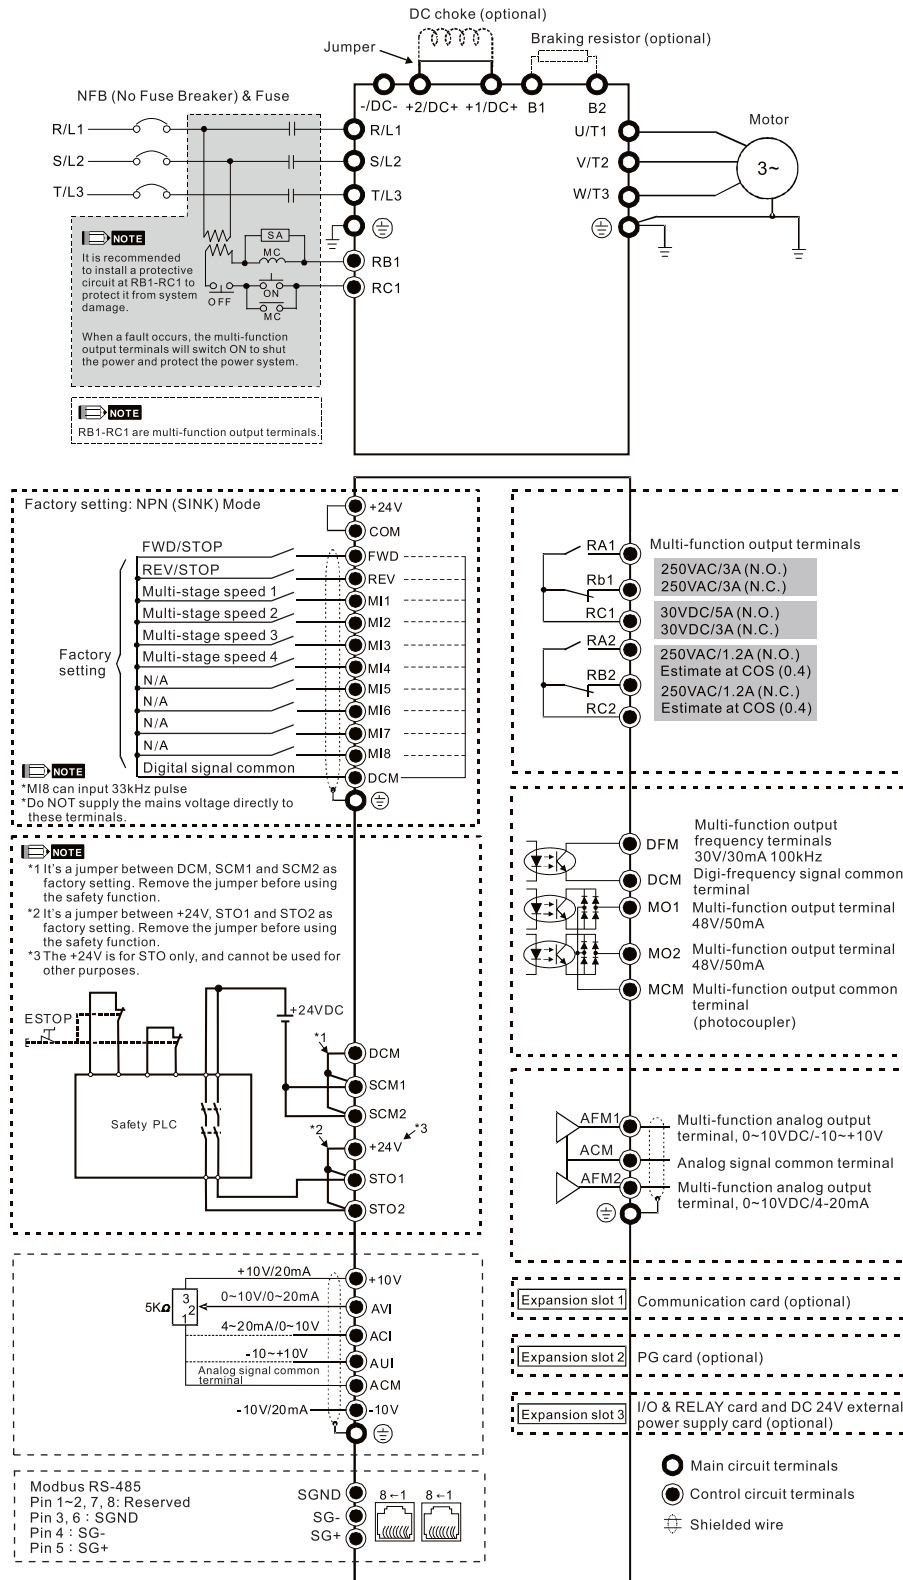 DC choke (optional)
Jumper
Braking resistor (optional)
-/DC-
+2/DC+
+1/DC+
B1
B2
NFB (No Fuse Breaker) & Fuse
R/L1
R/L1
S/L2
S/L2
T/L3
T/L3
U/T1
V/T2
W/T3
Motor
3~
NOTE
It is recommended
to install a protective
circuit at RB1-RC1 to
protect it from system
damage.
SA
MC
OFF
ON
MC
RB1
RC1
When a fault occurs, the multi-function
output terminals will switch ON to shut
the power and protect the power system.
NOTE
RB1-RC1 are multi-function output terminals.
Factory setting: NPN (SINK) Mode
+24V
COM
FWD/STOP
FWD
REV/STOP
REV
Multi-stage speed 1
MI1
Multi-stage speed 2
MI2
Multi-stage speed 3
MI3
Multi-stage speed 4
MI4
Factory
setting
N/A
MI5
N/A
MI6
N/A
MI7
N/A
MI8
Digital signal common
DCM
NOTE
*MI8 can input 33kHz pulse
*Do NOT supply the mains voltage directly to
these terminals.
NOTE
*1 It's a jumper between DCM, SCM1 and SCM2 as
factory setting. Remove the jumper before using
the safety function.
*2 It's a jumper between +24V, STO1 and STO2 as
factory setting. Remove the jumper before using
the safety function.
*3 The +24V is for STO only, and cannot be used for
other purposes.
ESTOP
+24VDC
Safety PLC
*1
DCM
SCM1
SCM2
*2
*3
+24V
STO1
STO2
+10V/20mA
+10V
5KΩ
3
2
1
0~10V/0~20mA
AVI
4~20mA/0~10V
ACI
-10~+10V
AUI
Analog signal common
terminal
ACM
-10V/20mA
-10V
Modbus RS-485
Pin 1~2, 7, 8: Reserved
Pin 3, 6 : SGND
Pin 4 : SG-
Pin 5 : SG+
SGND
SG-
SG+
8←1
8←1
RA1
Rb1
RC1
RA2
RB2
RC2
Multi-function output terminals
250VAC/3A (N.O.)
250VAC/3A (N.C.)
30VDC/5A (N.O.)
30VDC/3A (N.C.)
250VAC/1.2A (N.O.)
Estimate at COS (0.4)
250VAC/1.2A (N.C.)
Estimate at COS (0.4)
DFM
Multi-function output
frequency terminals
30V/30mA 100kHz
DCM
Digi-frequency signal common
terminal
MO1
Multi-function output terminal
48V/50mA
MO2
Multi-function output terminal
48V/50mA
MCM
Multi-function output common
terminal
(photocoupler)
AFM1
Multi-function analog output
terminal, 0~10VDC/-10~+10V
ACM
Analog signal common terminal
AFM2
Multi-function analog output
terminal, 0~10VDC/4-20mA
Expansion slot 1
Communication card (optional)
Expansion slot 2
PG card (optional)
Expansion slot 3
I/O & RELAY card and DC 24V external
power supply card (optional)
Main circuit terminals
Control circuit terminals
Shielded wire